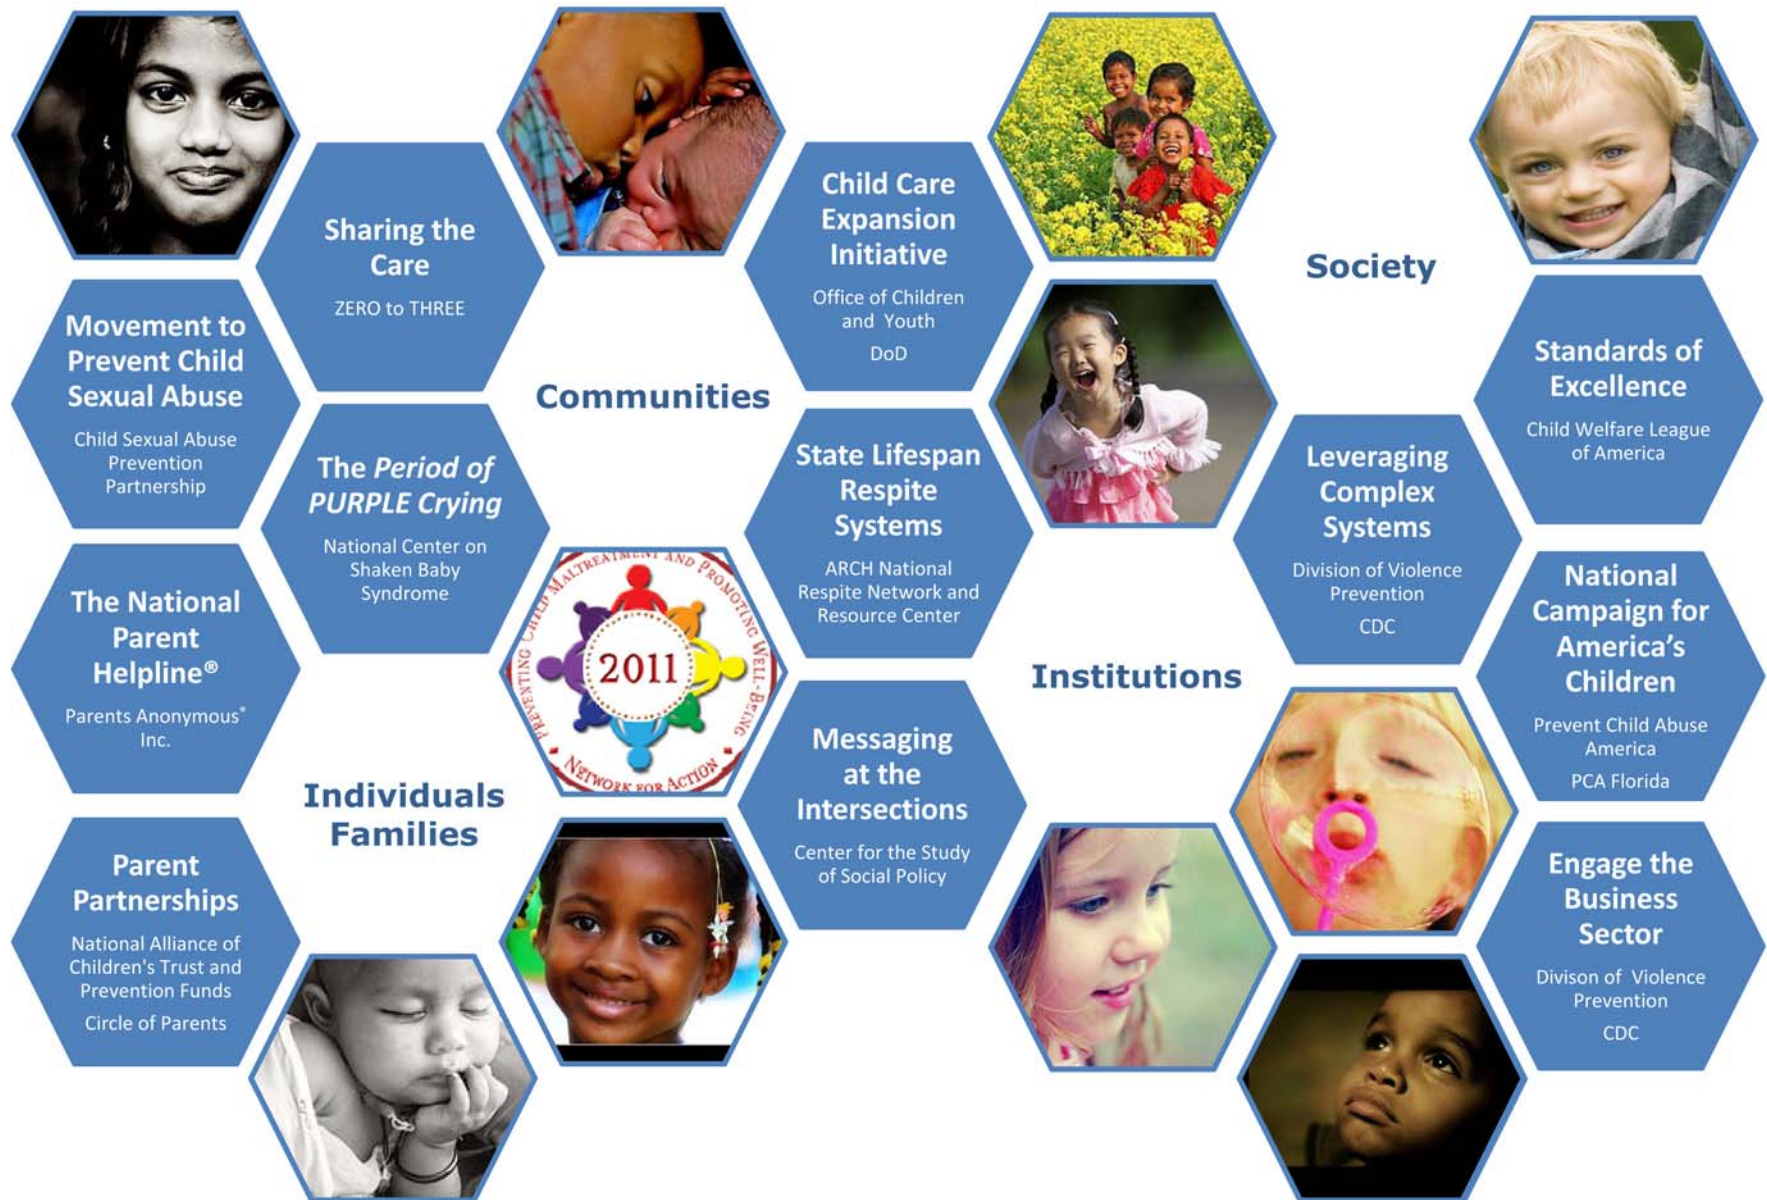 Sharing the
Care
ZERO to THREE
Movement to
Prevent Child
Sexual Abuse
Child Sexual Abuse
Prevention
Partnership
The Period of
PURPLE Crying
National Center on
Shaken Baby
Syndrome
The National
Parent
Helpline®
Parents Anonymous®
Inc.
Parent
Partnerships
National Alliance of
Children's Trust and
Prevention Funds
Circle of Parents
Individuals
Families
Communities
PREVENTING CHILD MALTREATMENT AND PROMOTING WELL-BEING
2011
NETWORK FOR ACTION
Child Care
Expansion
Initiative
Office of Children
and Youth
DoD
State Lifespan
Respite
Systems
ARCH National
Respite Network and
Resource Center
Messaging
at the
Intersections
Center for the Study
of Social Policy
Institutions
Society
Leveraging
Complex
Systems
Division of Violence
Prevention
CDC
Standards of
Excellence
Child Welfare League
of America
National
Campaign for
America’s
Children
Prevent Child Abuse
America
PCA Florida
Engage the
Business
Sector
Divison of Violence
Prevention
CDC